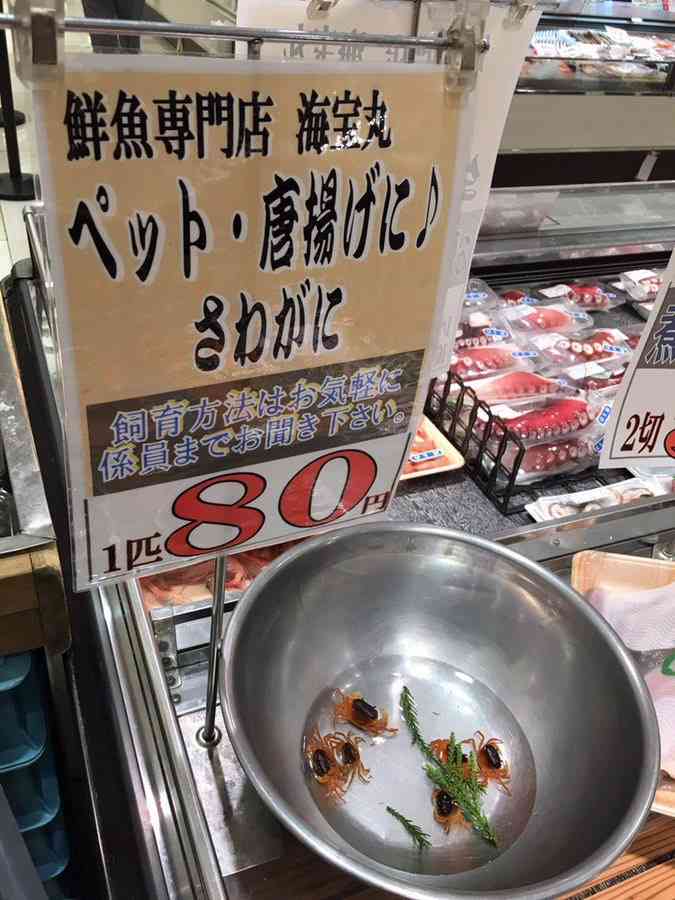 鮮魚専門店 海宝丸
ペット・唐揚げに♪
さわがに
飼育方法はお気軽に
係員までお聞き下さい。
1匹80円
2切